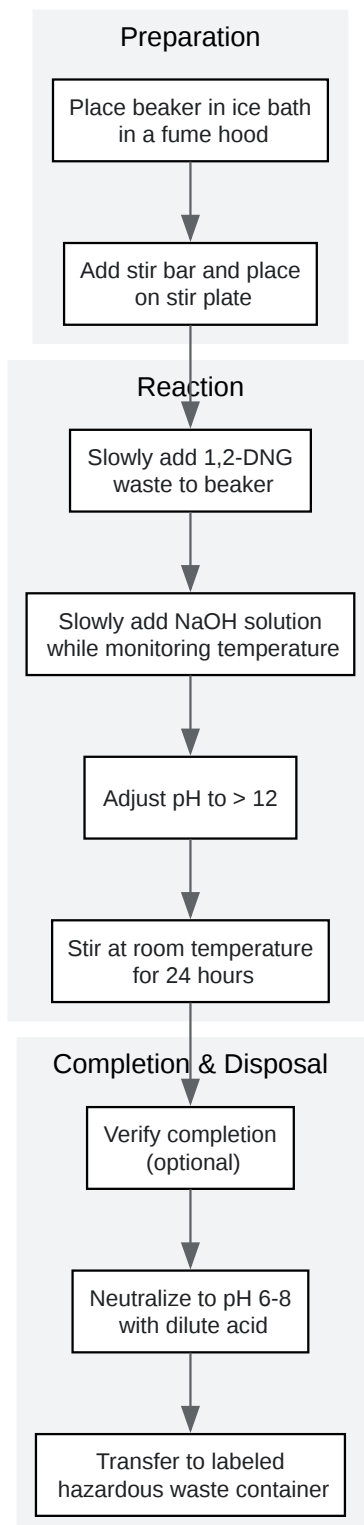 Preparation
Place beaker in ice bath
in a fume hood
Add stir bar and place
on stir plate
Reaction
Slowly add 1,2-DNG
waste to beaker
Slowly add NaOH solution
while monitoring temperature
Adjust pH to > 12
Stir at room temperature
for 24 hours
Completion & Disposal
Verify completion
(optional)
Neutralize to pH 6-8
with dilute acid
Transfer to labeled
hazardous waste container